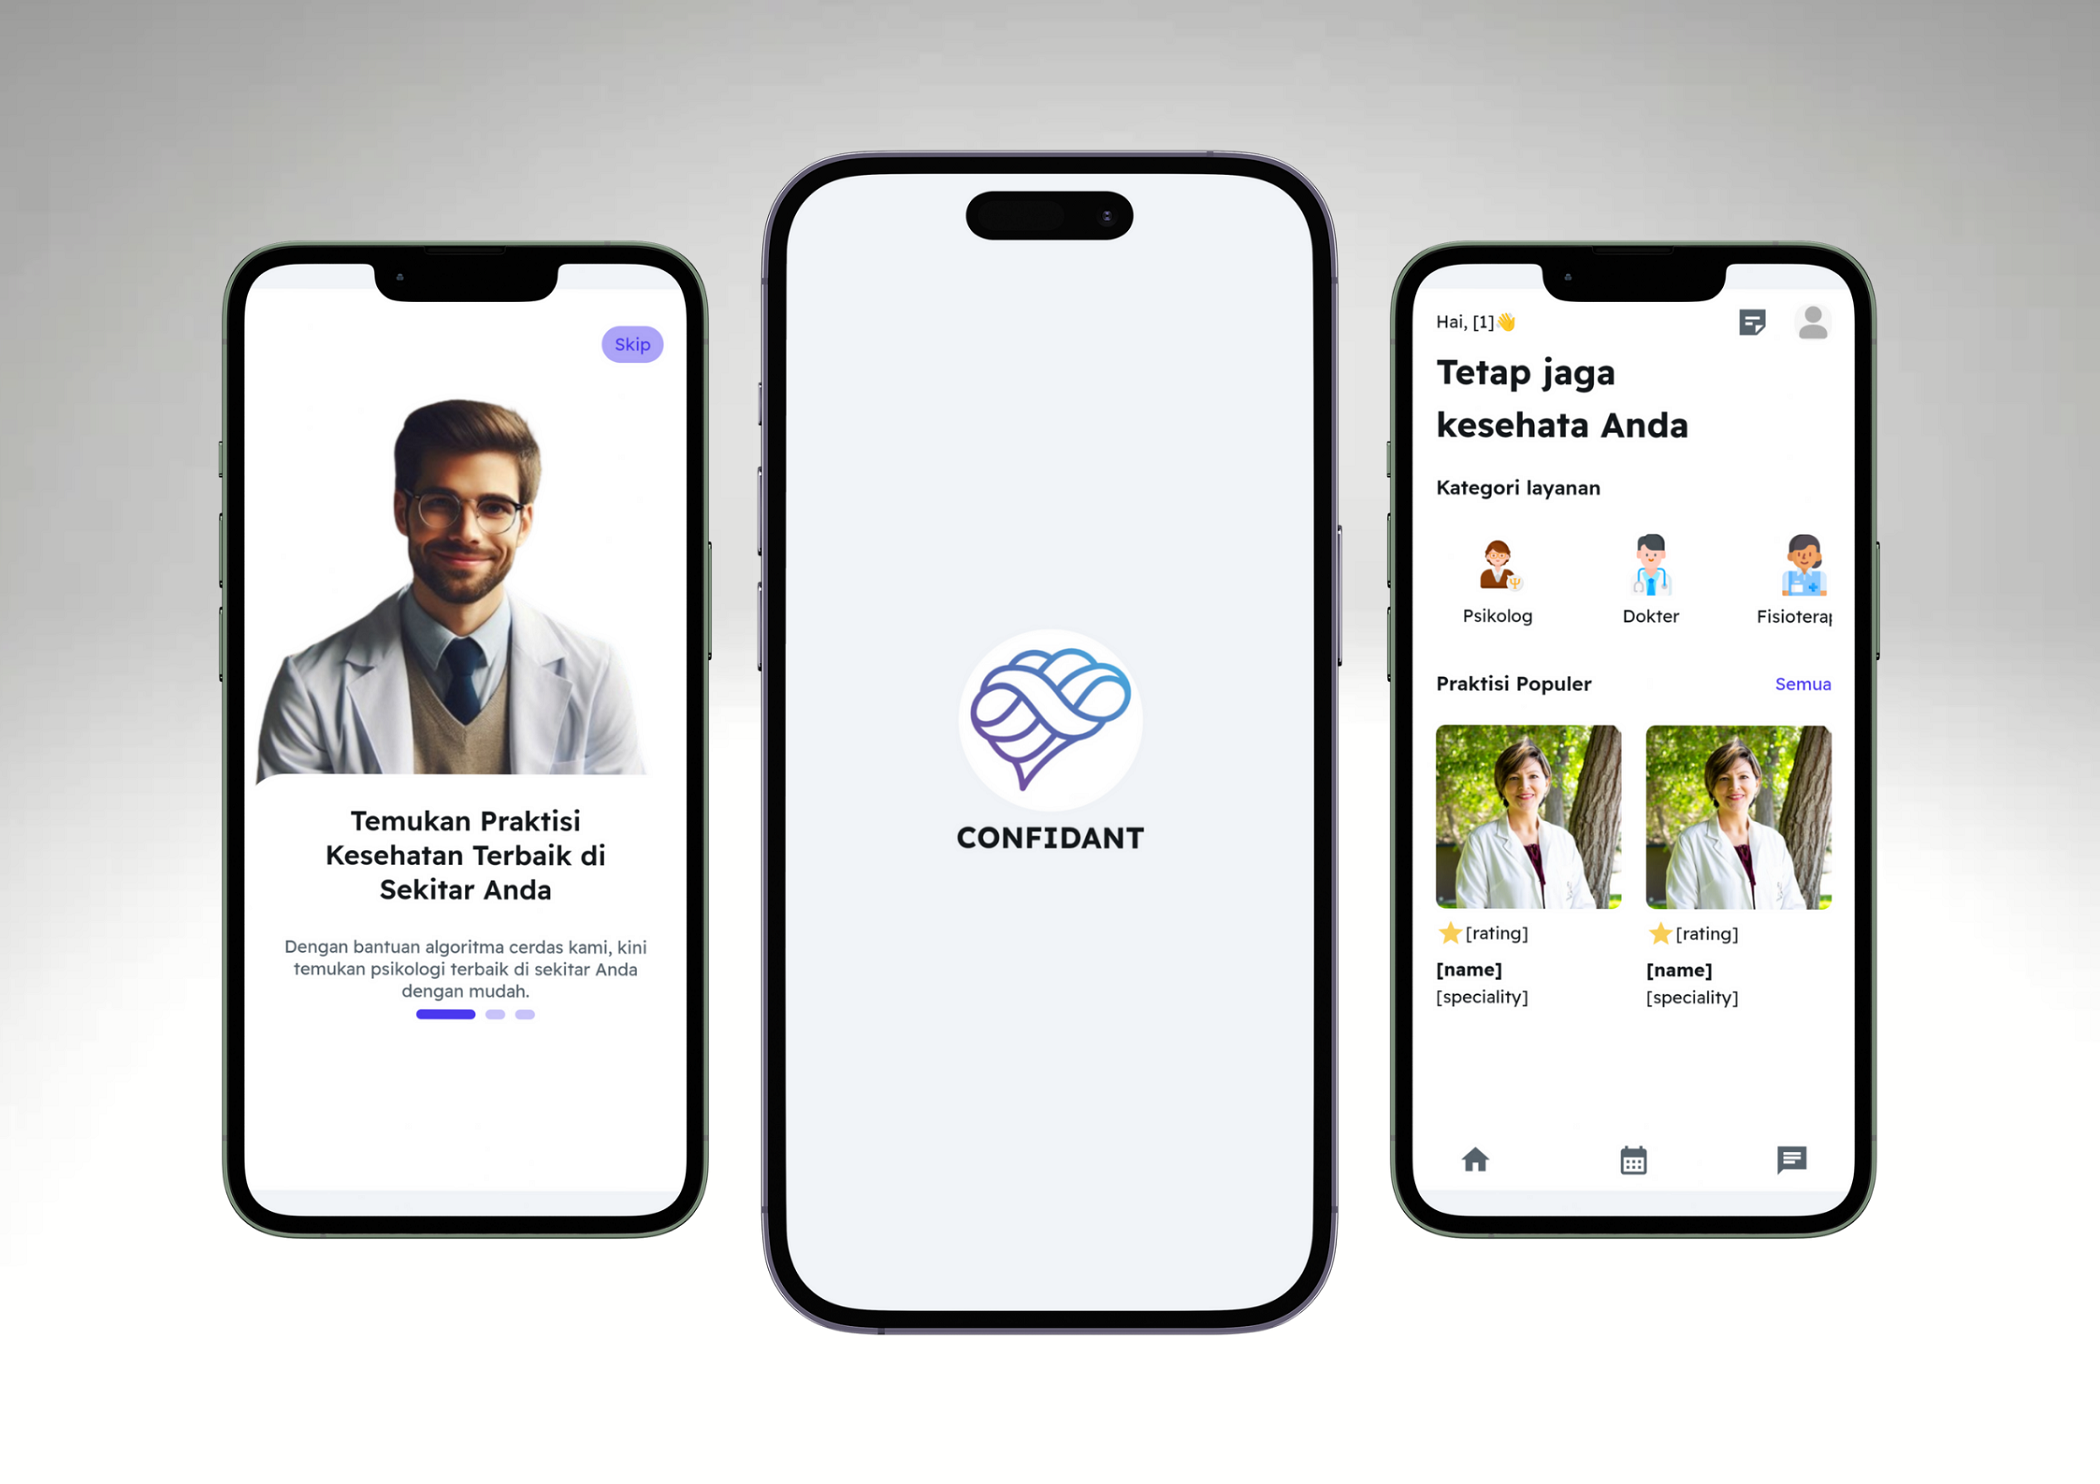 Skip
Temukan Praktisi
Kesehatan Terbaik di
Sekitar Anda
Dengan bantuan algoritma cerdas kami, kini
temukan psikologi terbaik di sekitar Anda
dengan mudah.
CONFIDANT
Hai, [1]👋
Tetap jaga
kesehata Anda
Kategori layanan
Psikolog Dokter Fisioterap
Praktisi Populer Semua
⭐[rating] ⭐[rating]
[name] [name]
[speciality] [speciality]